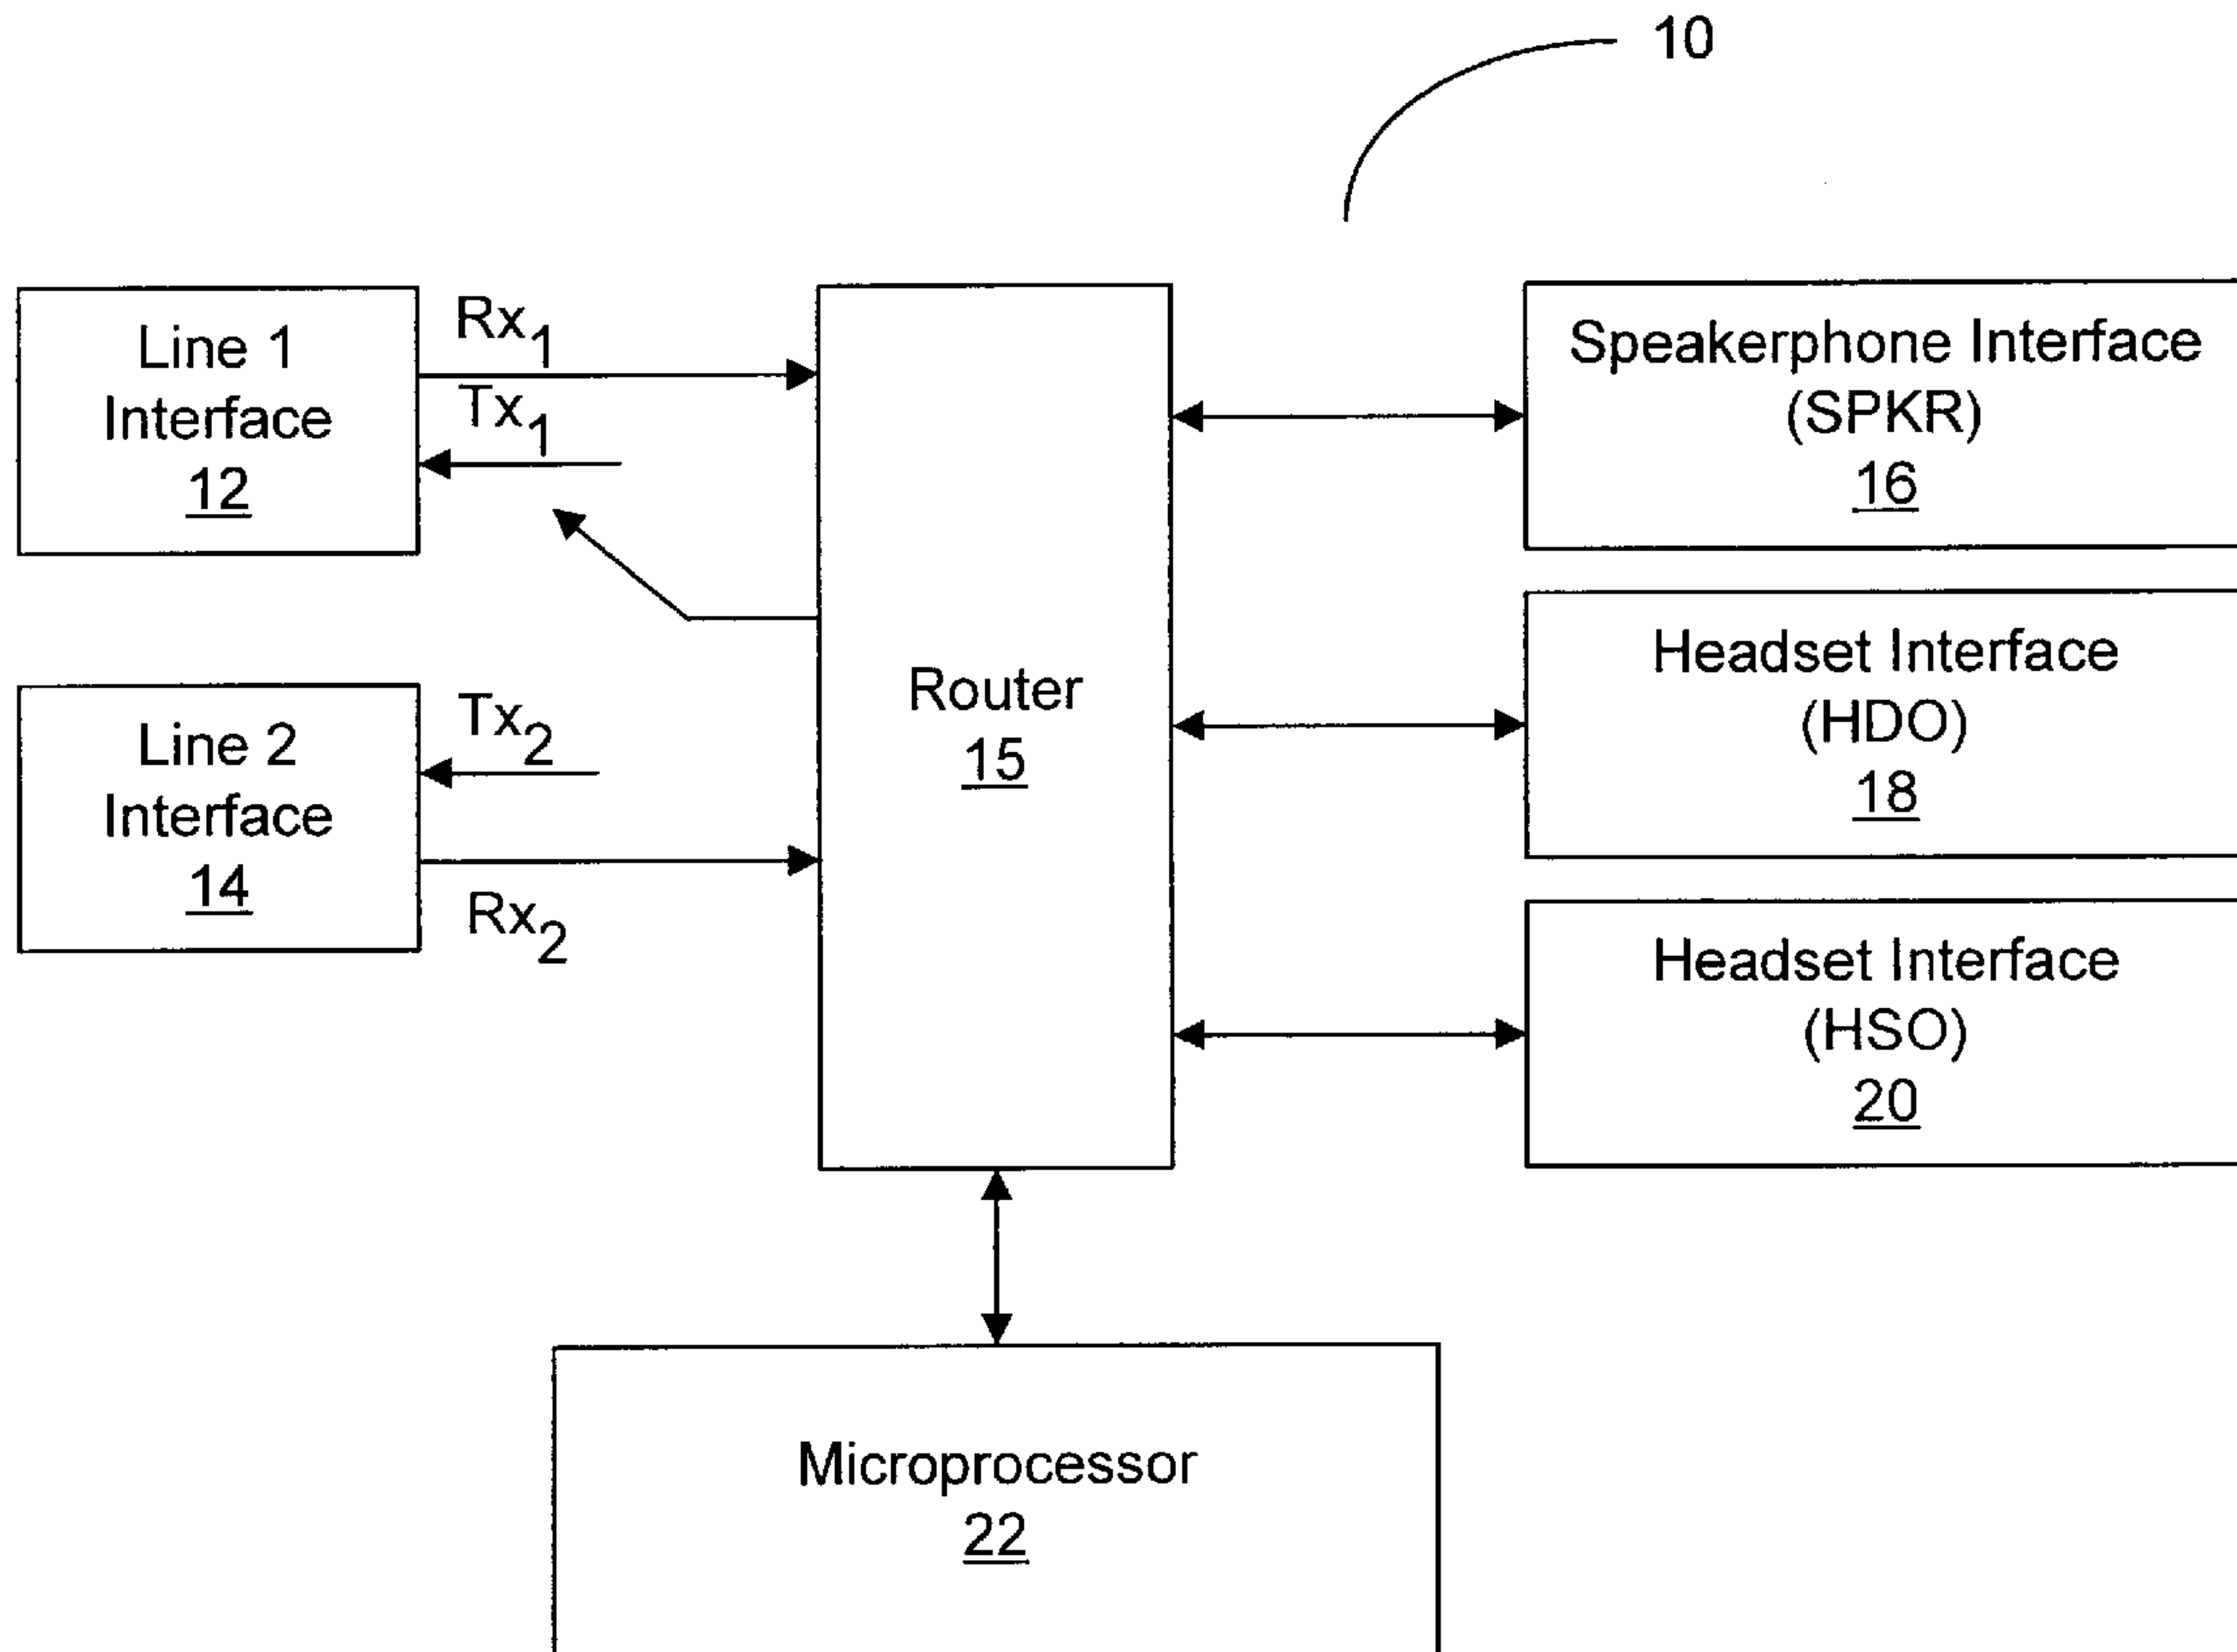 10
Line 1
Interface
12
Rx1
Tx1
Line 2
Interface
14
Tx2
Rx2
Router
15
Speakerphone Interface
(SPKR)
16
Headset Interface
(HDO)
18
Headset Interface
(HSO)
20
Microprocessor
22